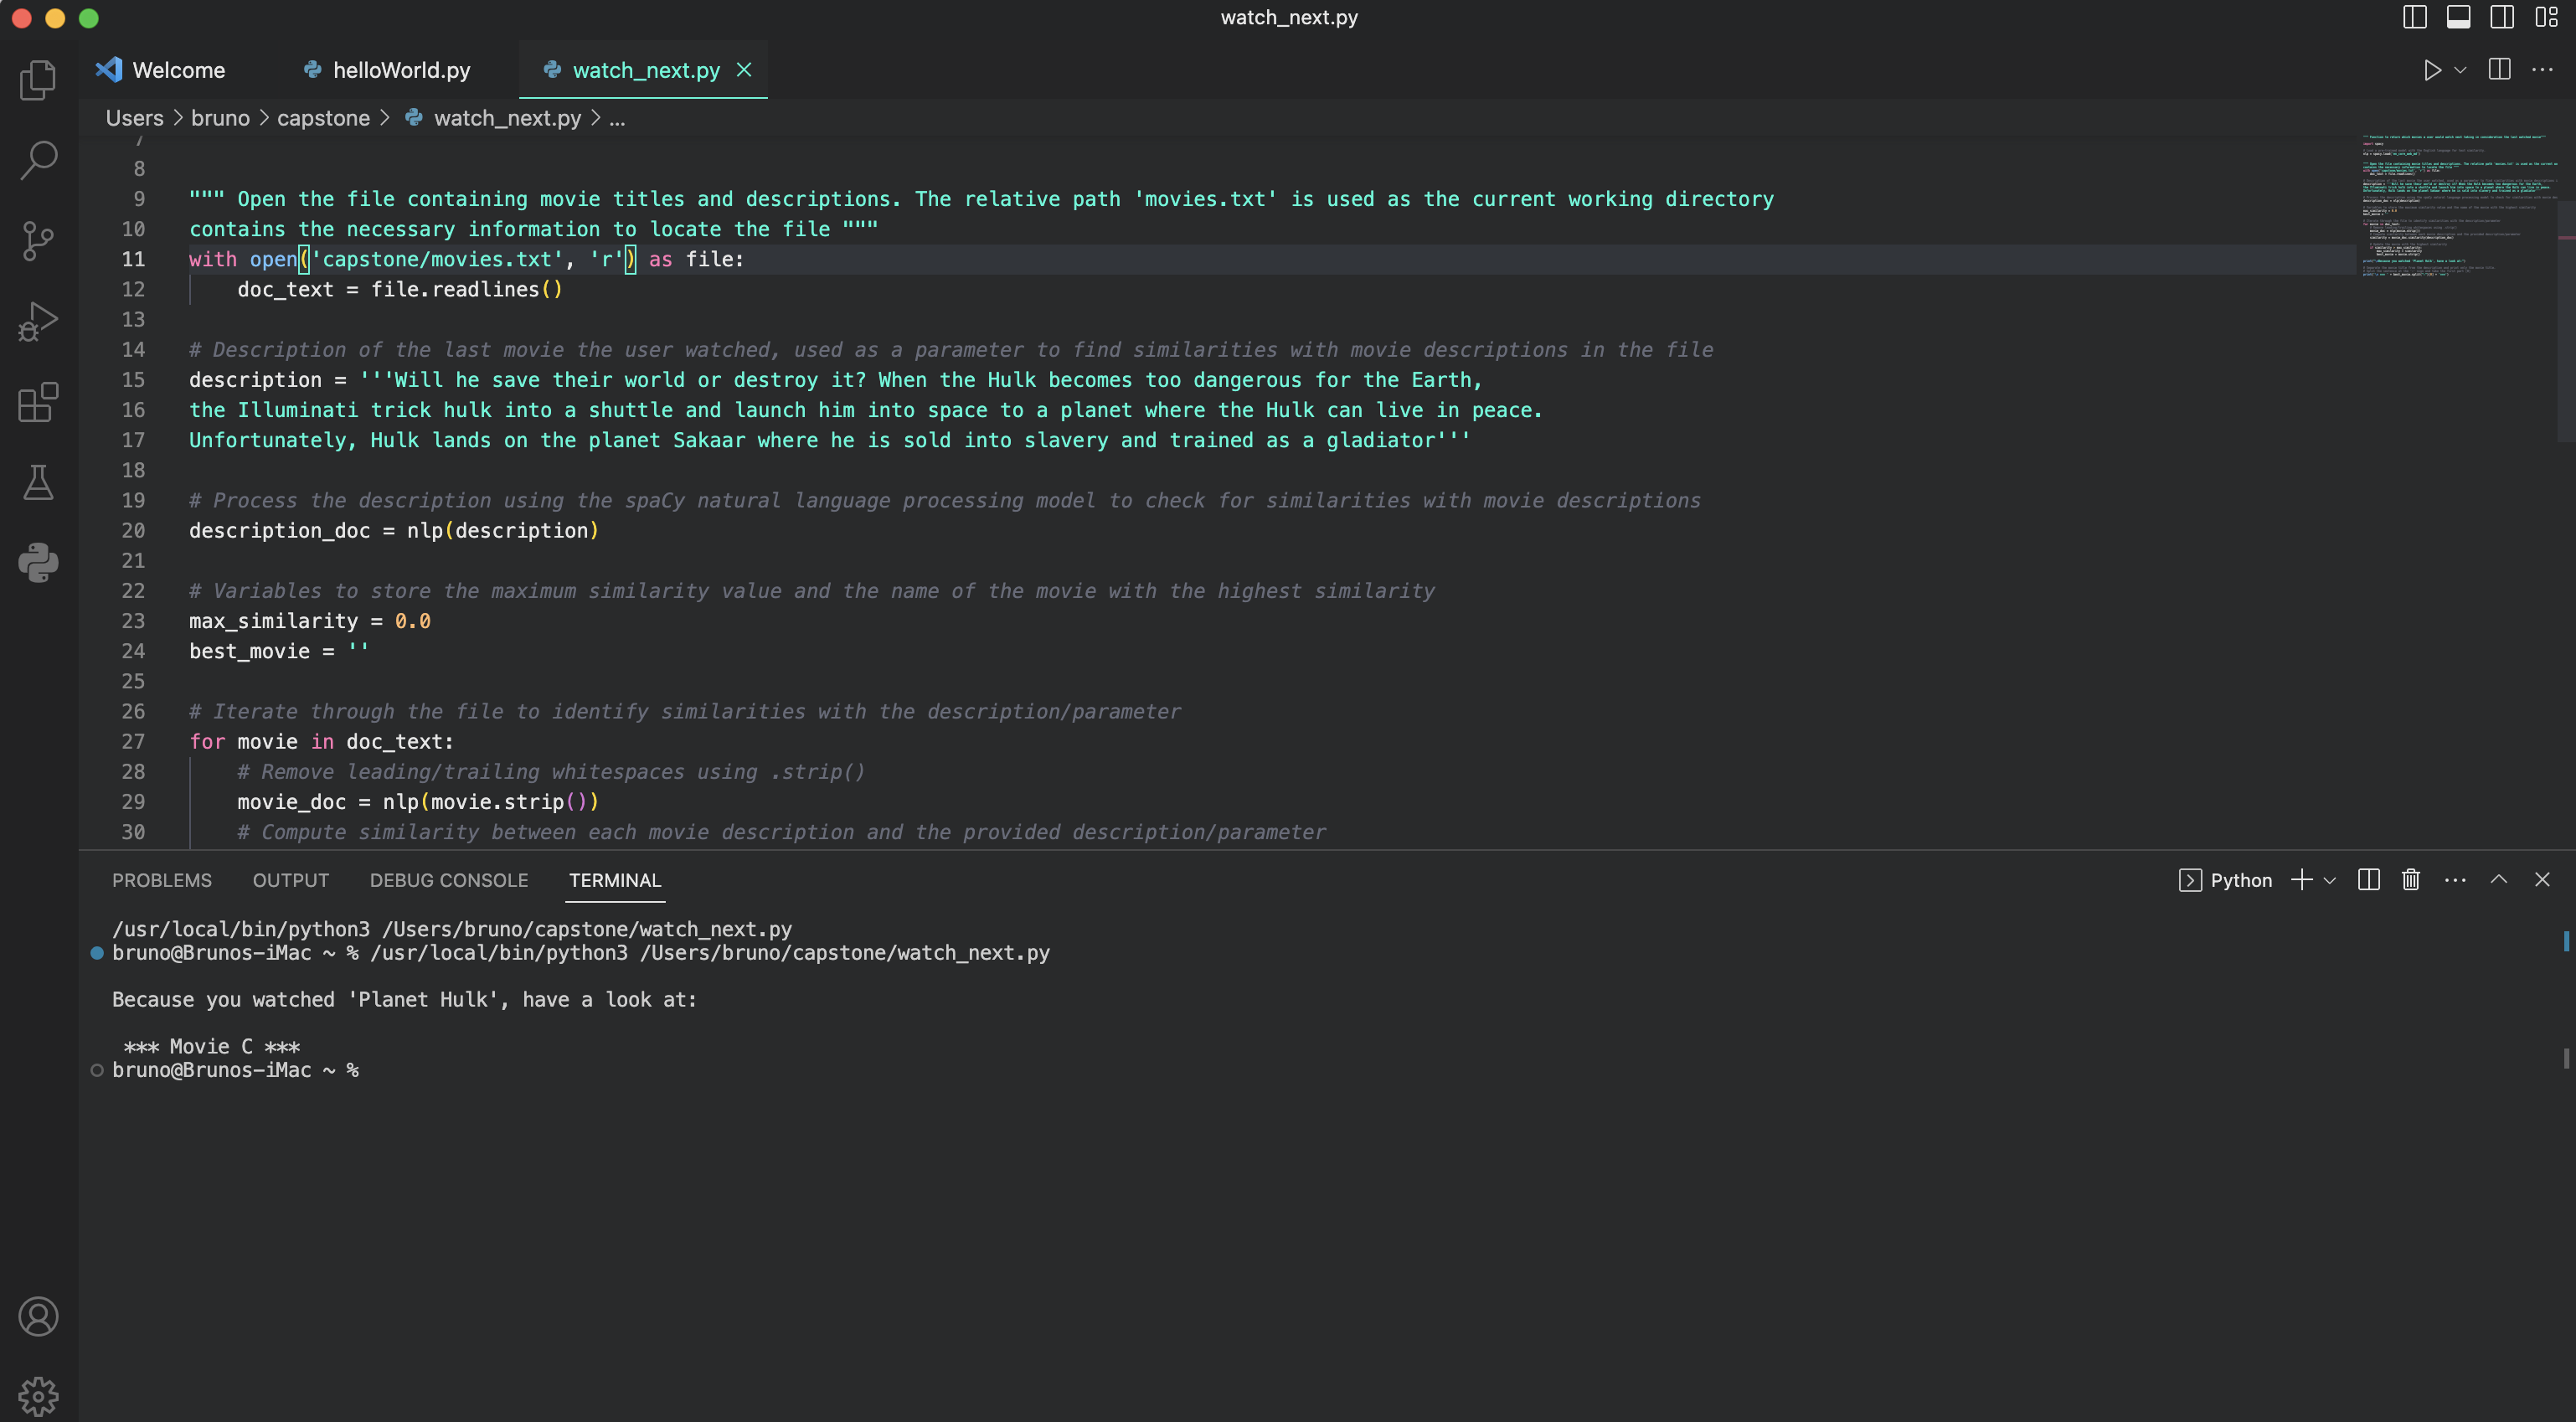 watch_next.py
Welcome
helloWorld.py
watch_next.py
Users > bruno > capstone > watch_next.py > ...
7
8
9 """ Open the file containing movie titles and descriptions. The relative path 'movies.txt' is used as the current working directory
10 contains the necessary information to locate the file """
11 with open('capstone/movies.txt', 'r') as file:
12 doc_text = file.readlines()
13
14 # Description of the last movie the user watched, used as a parameter to find similarities with movie descriptions in the file
15 description = '''Will he save their world or destroy it? When the Hulk becomes too dangerous for the Earth,
16 the Illuminati trick hulk into a shuttle and launch him into space to a planet where the Hulk can live in peace.
17 Unfortunately, Hulk lands on the planet Sakaar where he is sold into slavery and trained as a gladiator'''
18
19 # Process the description using the spaCy natural language processing model to check for similarities with movie descriptions
20 description_doc = nlp(description)
21
22 # Variables to store the maximum similarity value and the name of the movie with the highest similarity
23 max_similarity = 0.0
24 best_movie = ''
25
26 # Iterate through the file to identify similarities with the description/parameter
27 for movie in doc_text:
28 # Remove leading/trailing whitespaces using .strip()
29 movie_doc = nlp(movie.strip())
30 # Compute similarity between each movie description and the provided description/parameter
PROBLEMS OUTPUT DEBUG CONSOLE TERMINAL Python
/usr/local/bin/python3 /Users/bruno/capstone/watch_next.py
bruno@Brunos-iMac ~ % /usr/local/bin/python3 /Users/bruno/capstone/watch_next.py
Because you watched 'Planet Hulk', have a look at:
*** Movie C ***
bruno@Brunos-iMac ~ %